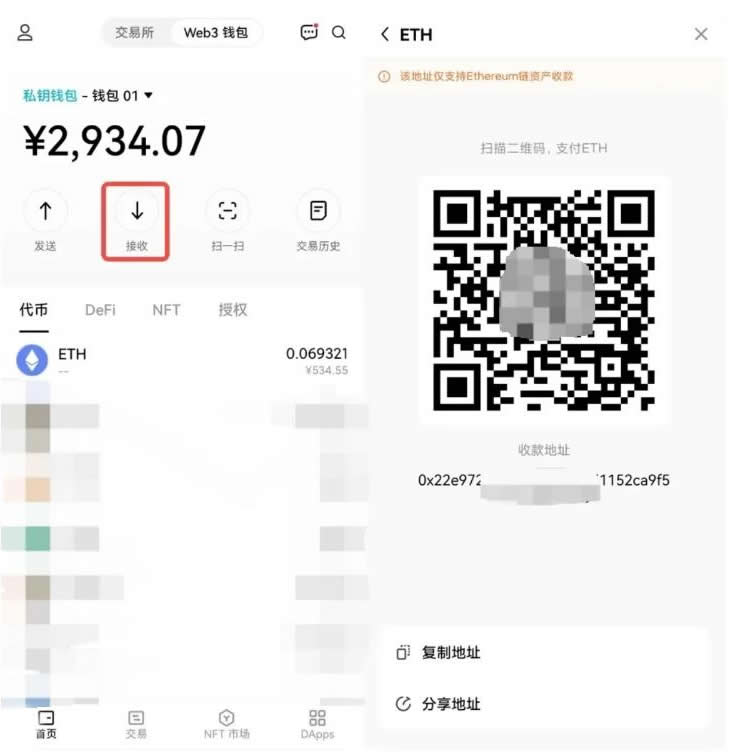 交易所 Web3 钱包
私钥钱包 - 钱包 01
¥2,934.07
发送 接收 扫一扫 交易历史
代币 DeFi NFT 授权
ETH 0.069321
-- ¥534.55
首页 交易 NFT 市场 DApps
ETH
该地址仅支持Ethereum链资产收款
扫描二维码，支付ETH
收款地址
0x22e972 1152ca9f5
复制地址
分享地址